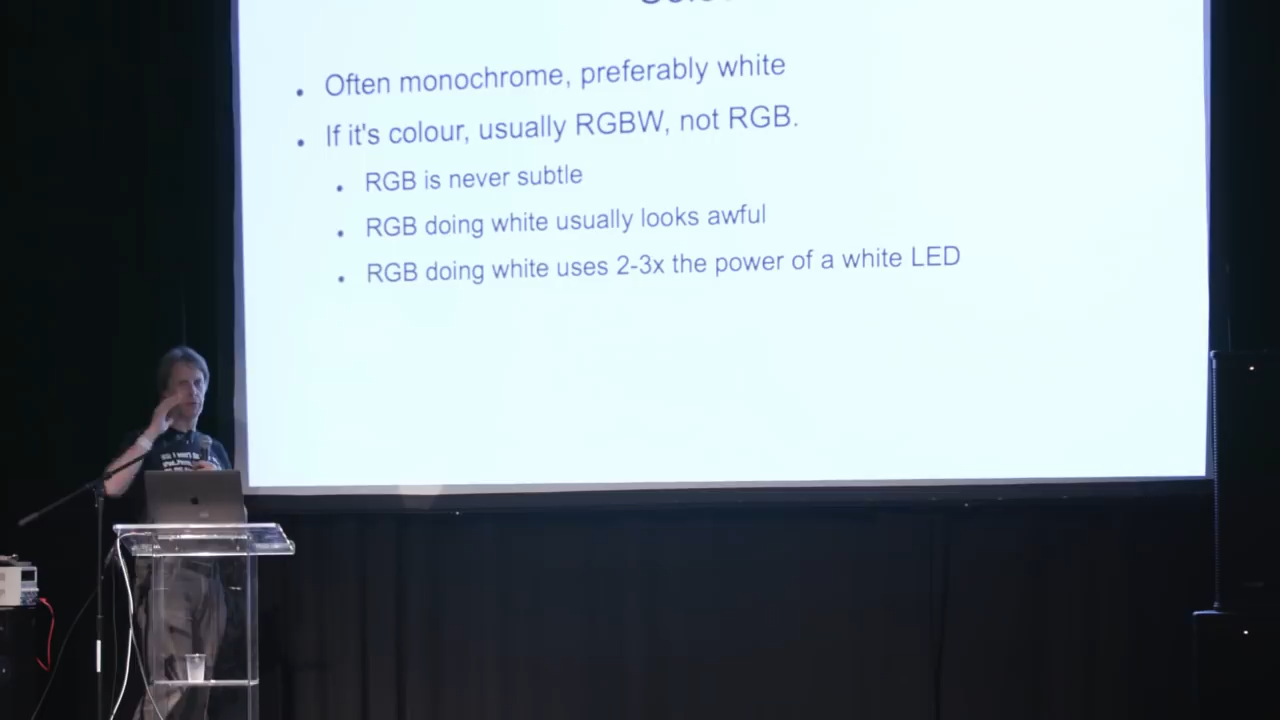 Often monochrome, preferably white
If it's colour, usually RGBW, not RGB.
RGB is never subtle
RGB doing white usually looks awful
RGB doing white uses 2-3x the power of a white LED